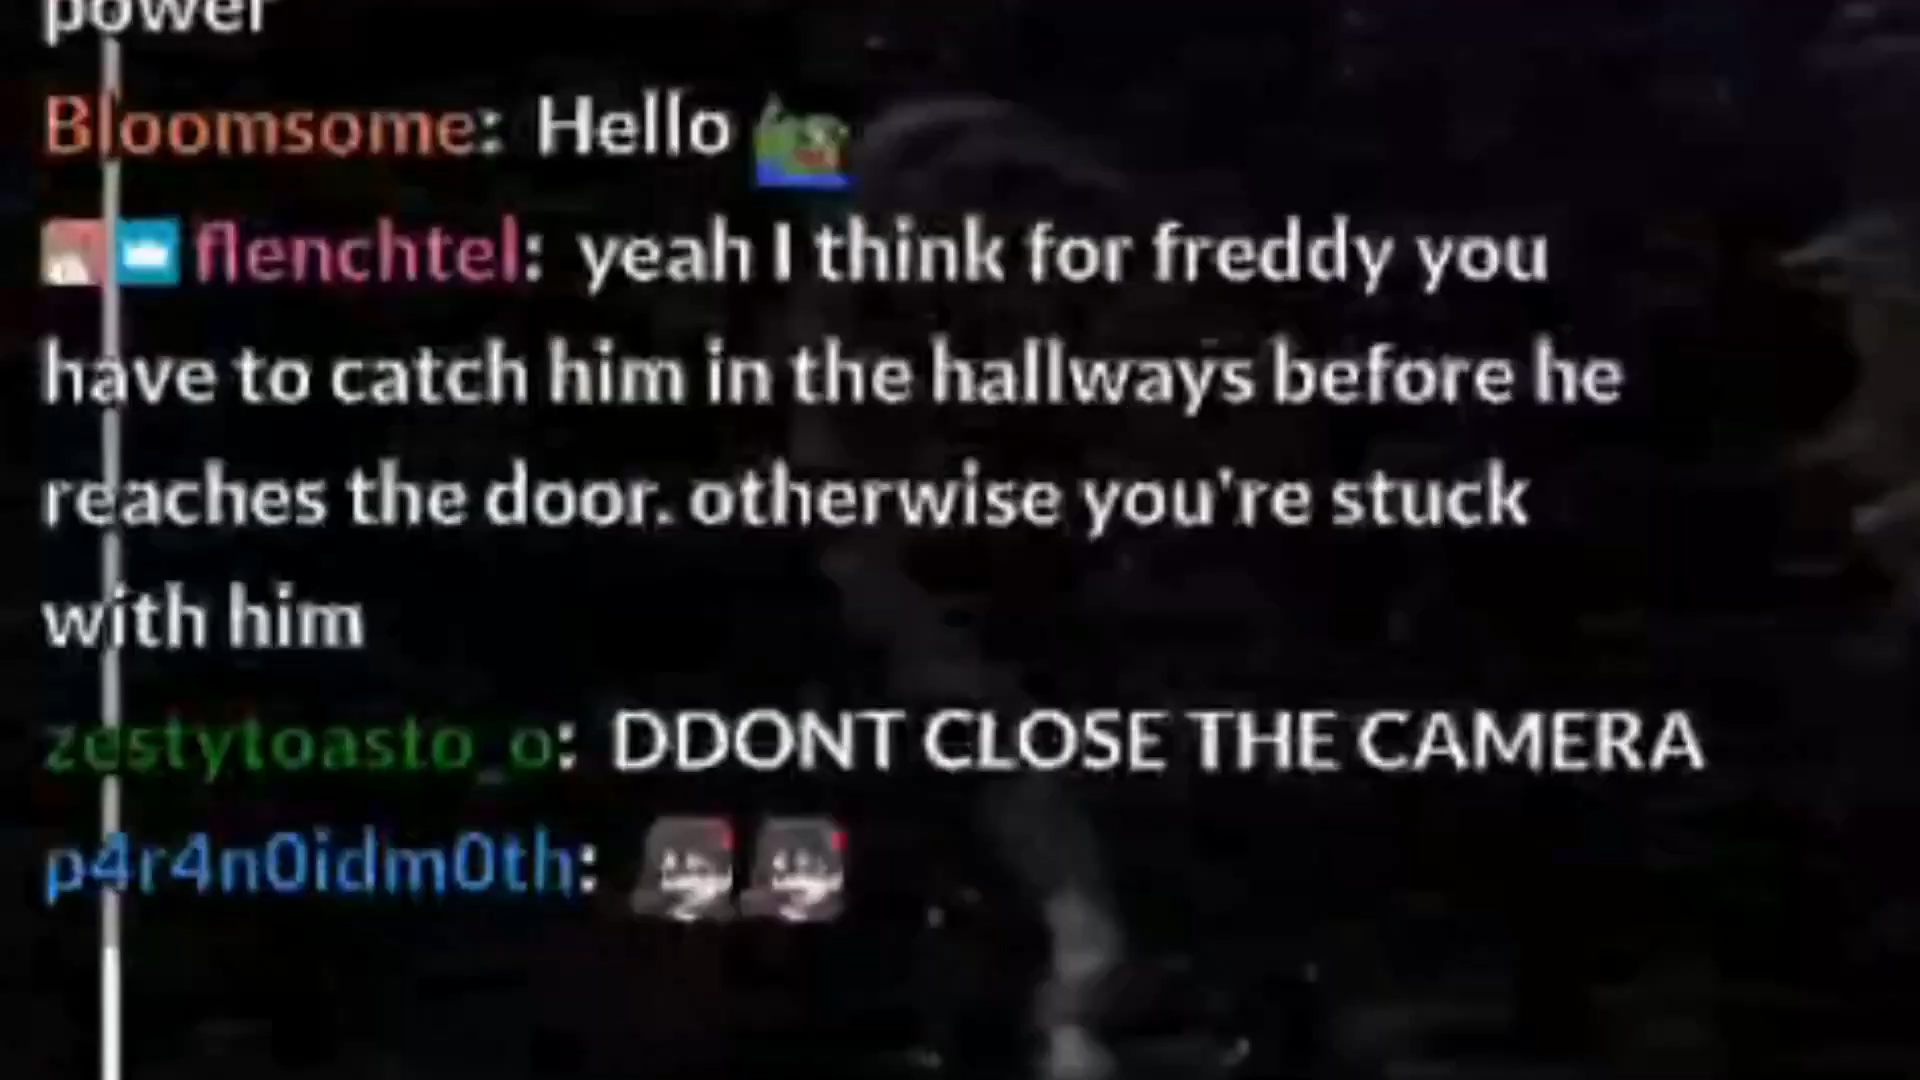 power
Bloomsome: Hello
flenchtel: yeah I think for freddy you
have to catch him in the hallways before he
reaches the door. otherwise you're stuck
with him
zestytoasto_o: DDONT CLOSE THE CAMERA
p4r4n0idm0th: